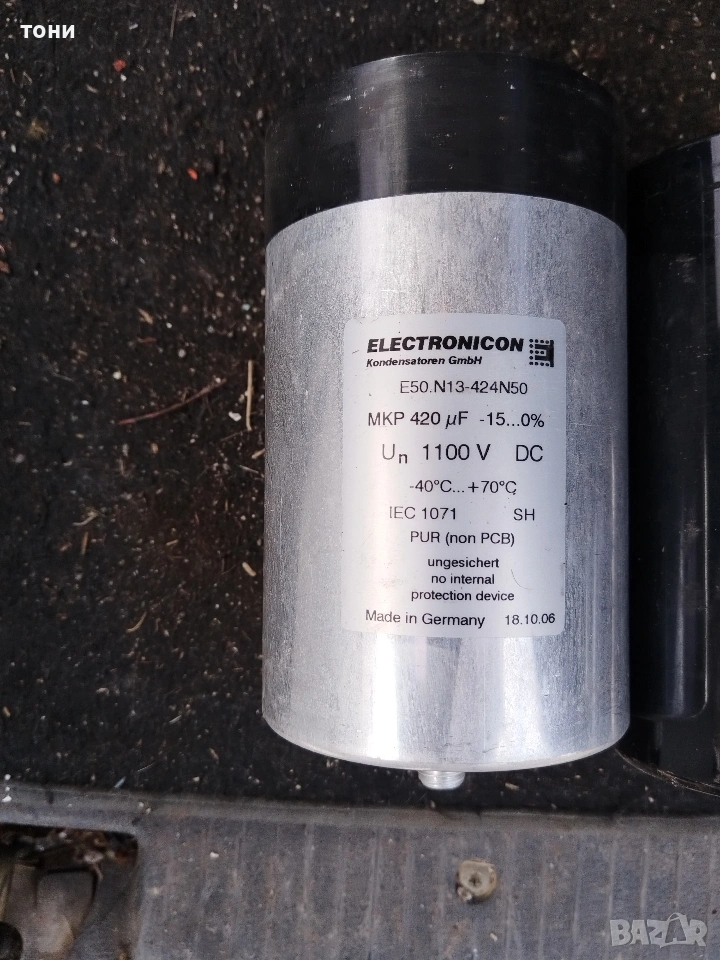 тони
ELECTRONICON
Kondensatoren GmbH
E50.N13-424N50
MKP 420 µF -15...0%
Un 1100 V DC
-40°C...+70°C
IEC 1071 SH
PUR (non PCB)
ungesichert
no internal
protection device
Made in Germany 18.10.06
BAZAR